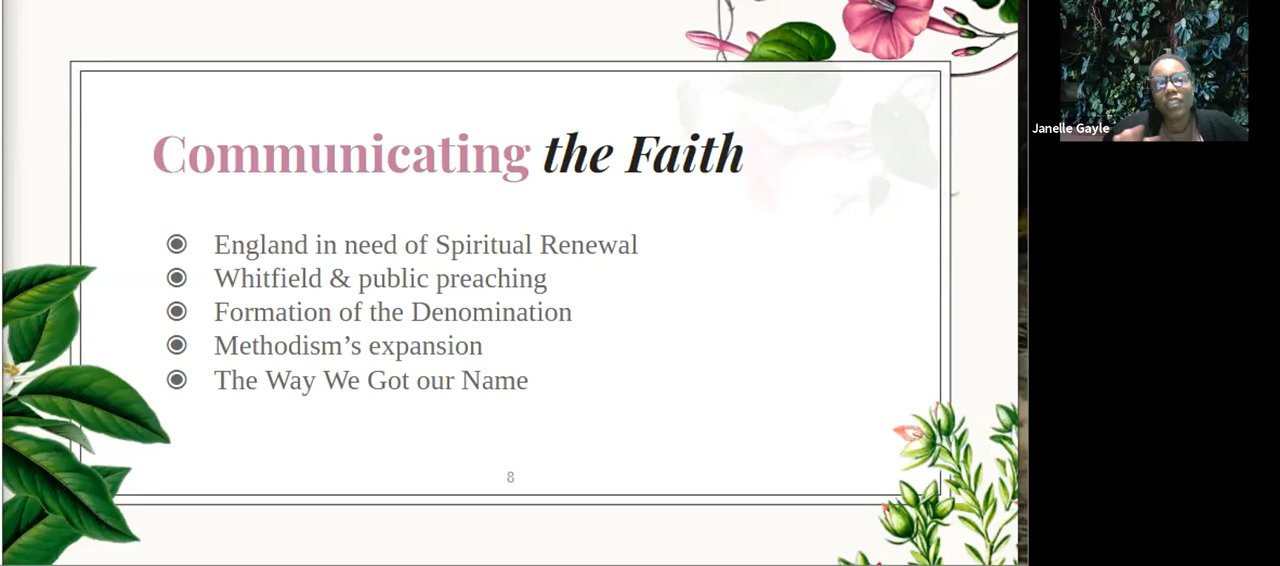 Communicating the Faith
◉ England in need of Spiritual Renewal
◉ Whitfield & public preaching
◉ Formation of the Denomination
◉ Methodism’s expansion
◉ The Way We Got our Name
8
Janelle Gayle